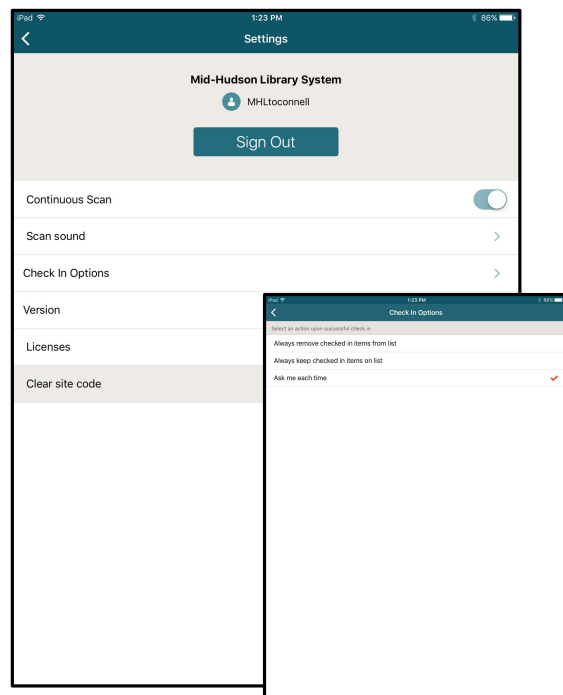 iPad 1:23 PM 86%
Settings
Mid-Hudson Library System
MHLtoconnell
Sign Out
Continuous Scan
Scan sound
Check In Options
Version
Licenses
Clear site code
iPad 1:23 PM 86%
Check In Options
Select an action upon successful check in
Always remove checked in items from list
Always keep checked in items on list
Ask me each time